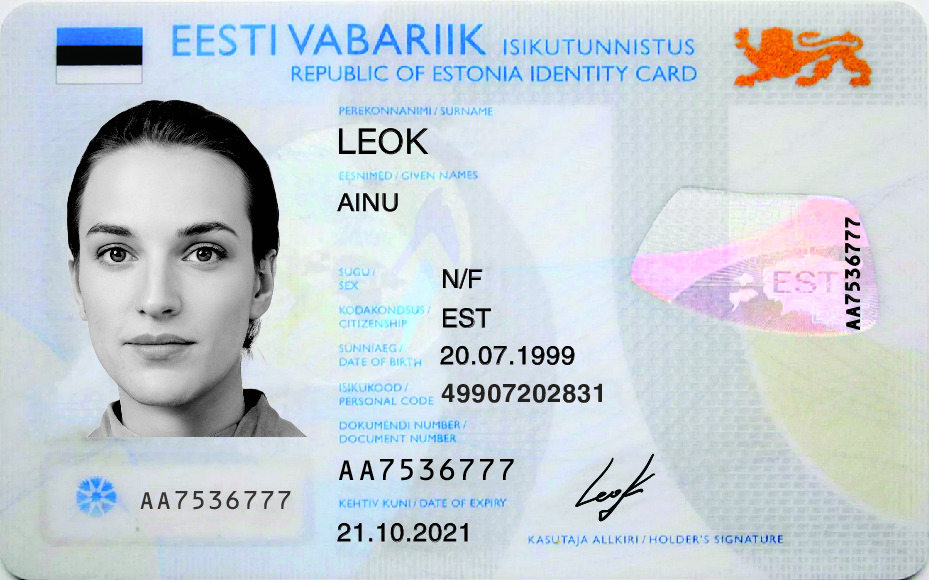 EESTI VABARIIK ISIKUTUNNISTUS
REPUBLIC OF ESTONIA IDENTITY CARD
PEREKONNANIMI / SURNAME
LEOK
EESNIMED / GIVEN NAMES
AINU
SUGU / SEX
N/F
KODAKONDSUS / CITIZENSHIP
EST
SÜNNIAEG / DATE OF BIRTH
20.07.1999
ISIKUKOOD / PERSONAL CODE
49907202831
DOKUMENDI NUMBER / DOCUMENT NUMBER
AA7536777
KEHTIV KUNI / DATE OF EXPIRY
21.10.2021
AA7536777
Leok
KASUTAJA ALLKIRI / HOLDER'S SIGNATURE
EST
AA7536777